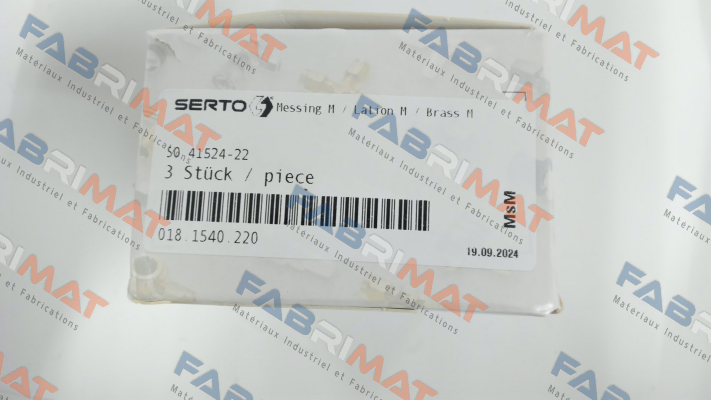 SERTO Messing M / Laiton M / Brass M
SO 41524-22
3 Stück / piece
018.1540.220
MsM
19.09.2024
FABRIMAT
Matériaux Industriel et Fabrications